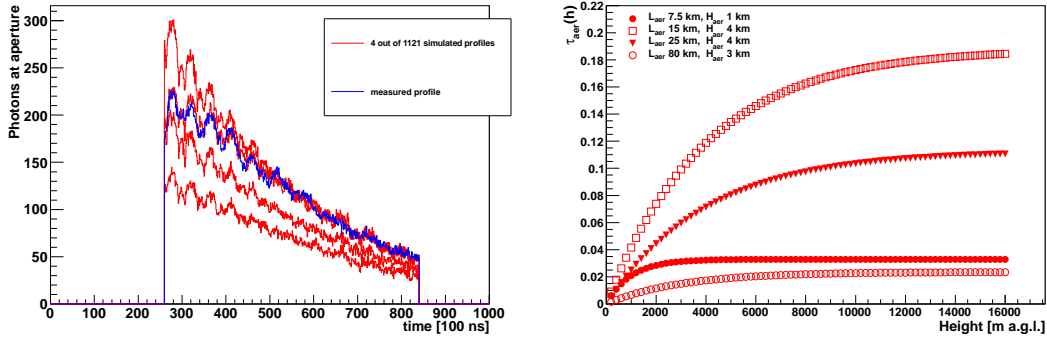 Photons at aperture
300
250
200
150
100
50
0
0 100 200 300 400 500 600 700 800 900 1000
time [100 ns]
4 out of 1121 simulated profiles
measured profile
τaer(h)
0.22
0.2
0.18
0.16
0.14
0.12
0.1
0.08
0.06
0.04
0.02
0
0 2000 4000 6000 8000 10000 12000 14000 16000
Height [m a.g.l.]
Laer 7.5 km, Haer 1 km
Laer 15 km, Haer 4 km
Laer 25 km, Haer 4 km
Laer 80 km, Haer 3 km